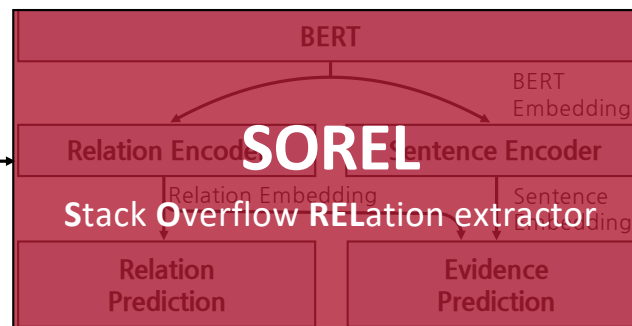 BERT
BERT
Embedding
Relation Encoder
Sentence Encoder
SOREL
Relation Embedding
Sentence
Embedding
Stack Overflow RELation extractor
Relation
Prediction
Evidence
Prediction